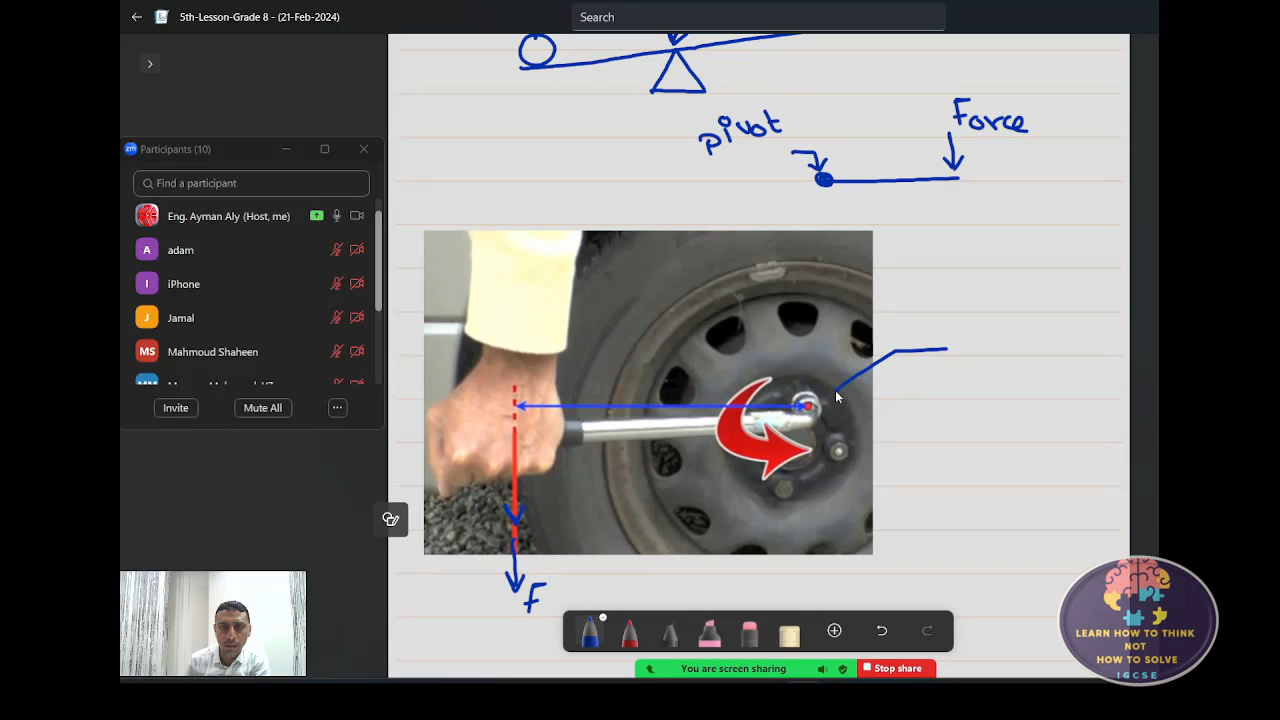 5th-Lesson-Grade 8 - (21-Feb-2024)
Search
Force
pivot
zm Participants (10)
Find a participant
Eng. Ayman Aly (Host, me)
A adam
I iPhone
J Jamal
MS Mahmoud Shaheen
Invite
Mute All
F
LEARN HOW TO THINK
NOT
HOW TO SOLVE
IGCSE
You are screen sharing
Stop share